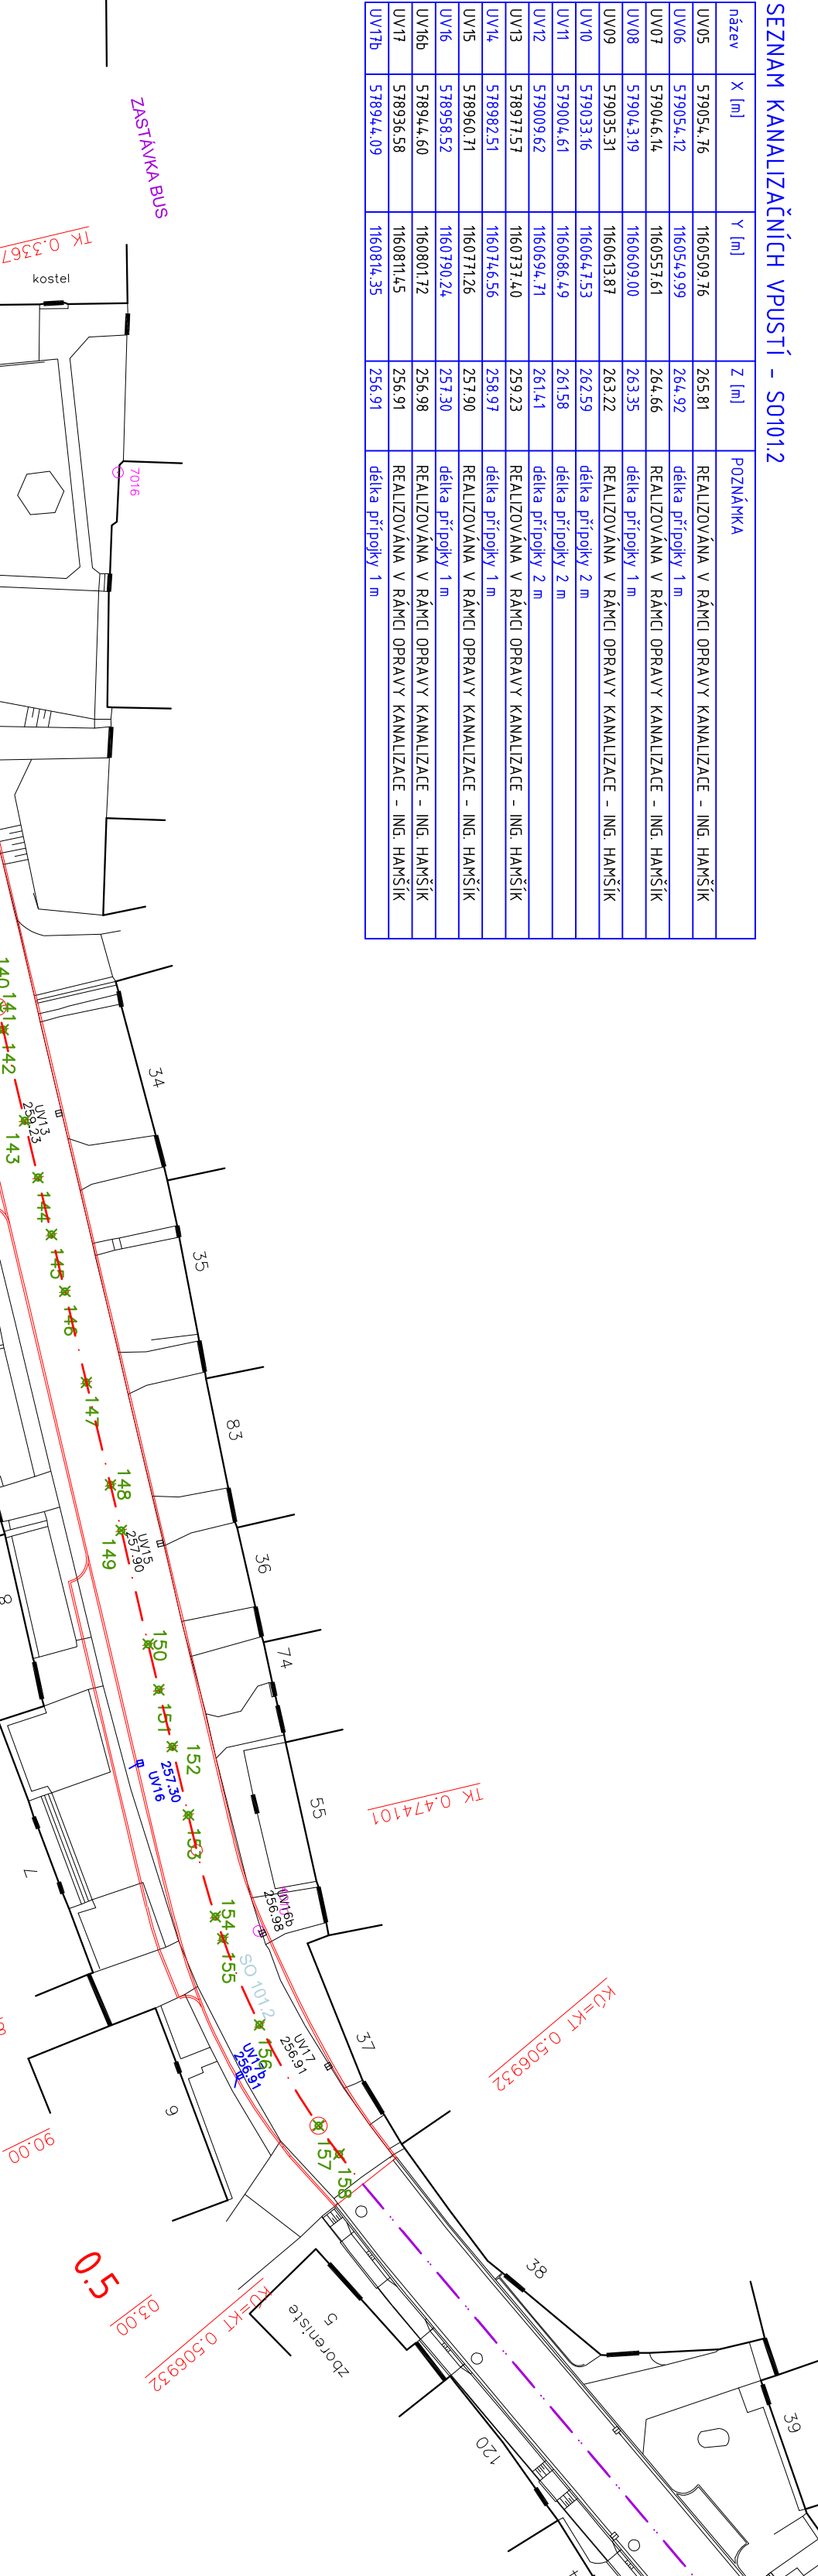 SEZNAM KANALIZAČNÍCH VPUSTÍ - SO101.2
název X [m] Y [m] Z [m] POZNÁMKA
UV05 579054.76 1160509.76 265.81 REALIZOVÁNA V RÁMCI OPRAVY KANALIZACE - ING. HAMŠÍK
UV06 579054.12 1160549.99 264.92 délka přípojky 1 m
UV07 579046.14 1160557.61 264.66 REALIZOVÁNA V RÁMCI OPRAVY KANALIZACE - ING. HAMŠÍK
UV08 579043.19 1160609.00 263.35 délka přípojky 1 m
UV09 579035.31 1160613.87 263.22 REALIZOVÁNA V RÁMCI OPRAVY KANALIZACE - ING. HAMŠÍK
UV10 579033.16 1160647.53 262.59 délka přípojky 2 m
UV11 579004.61 1160686.49 261.58 délka přípojky 2 m
UV12 579009.62 1160694.71 261.41 délka přípojky 2 m
UV13 578977.57 1160737.40 259.23 REALIZOVÁNA V RÁMCI OPRAVY KANALIZACE - ING. HAMŠÍK
UV14 578982.51 1160746.56 258.97 délka přípojky 1 m
UV15 578960.71 1160771.26 257.90 REALIZOVÁNA V RÁMCI OPRAVY KANALIZACE - ING. HAMŠÍK
UV16 578958.52 1160790.24 257.30 délka přípojky 1 m
UV16b 578944.60 1160801.72 256.98 REALIZOVÁNA V RÁMCI OPRAVY KANALIZACE - ING. HAMŠÍK
UV17 578936.58 1160811.45 256.91 REALIZOVÁNA V RÁMCI OPRAVY KANALIZACE - ING. HAMŠÍK
UV17b 578944.09 1160814.35 256.91 délka přípojky 1 m
ZASTÁVKA BUS
TK 0.3367
kostel
7016
34
140
141
142
UV13
259.23
143
144
35
145
146
147
83
148
UV15
257.90
149
36
8
150
74
151
152
257.30
UV16
55
TK 0.474101
153
7
UV16b
256.98
154
155
SO 101.2
KÚ=KT 0.506932
37
156
UV17
256.91
UV17b
256.91
9
90.00
157
158
0.5
03.00
KÚ=KT 0.506932
38
5
zboreniste
39
120